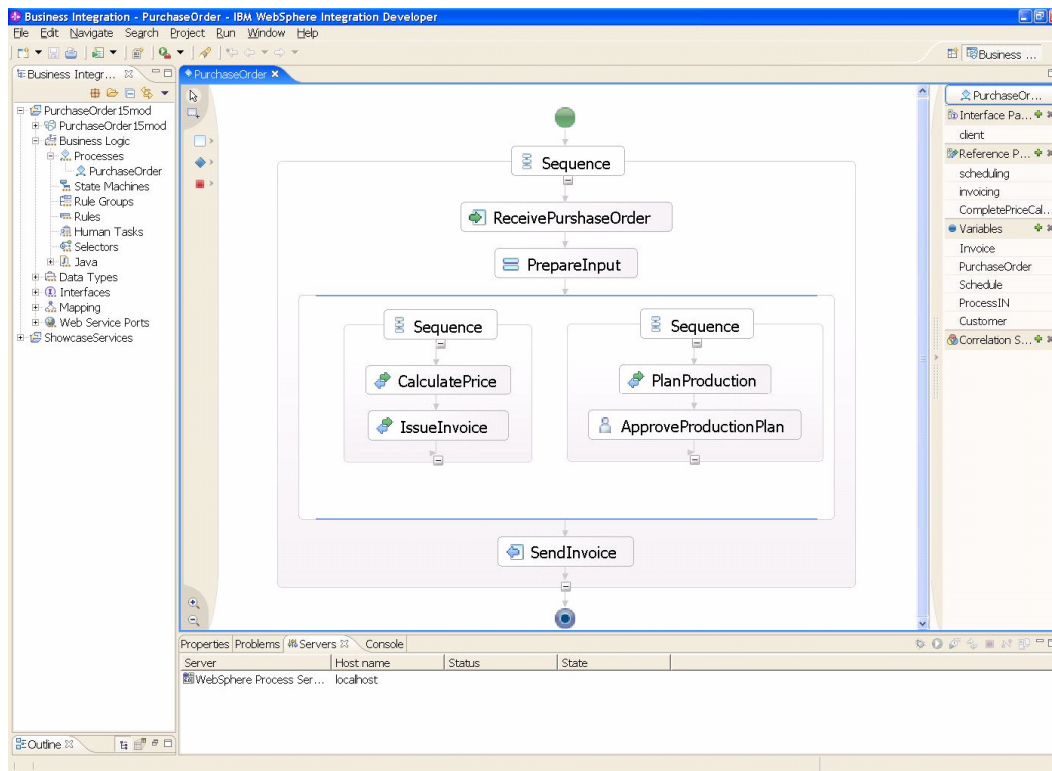 Business Integration - PurchaseOrder - IBM WebSphere Integration Developer
File Edit Navigate Search Project Run Window Help
Business ...
Business Integr...
PurchaseOrder15mod
PurchaseOrder15mod
Business Logic
Processes
PurchaseOrder
State Machines
Rule Groups
Rules
Human Tasks
Selectors
Java
Data Types
Interfaces
Mapping
Web Service Ports
ShowcaseServices
Outline
PurchaseOrder
Sequence
ReceivePurshaseOrder
PrepareInput
Sequence
CalculatePrice
IssueInvoice
Sequence
PlanProduction
ApproveProductionPlan
SendInvoice
PurchaseOr...
Interface Pa...
client
Reference P...
scheduling
invoicing
CompletePriceCal...
Variables
Invoice
PurchaseOrder
Schedule
ProcessIN
Customer
Correlation S...
Properties Problems Servers Console
Server Host name Status State
WebSphere Process Ser... localhost